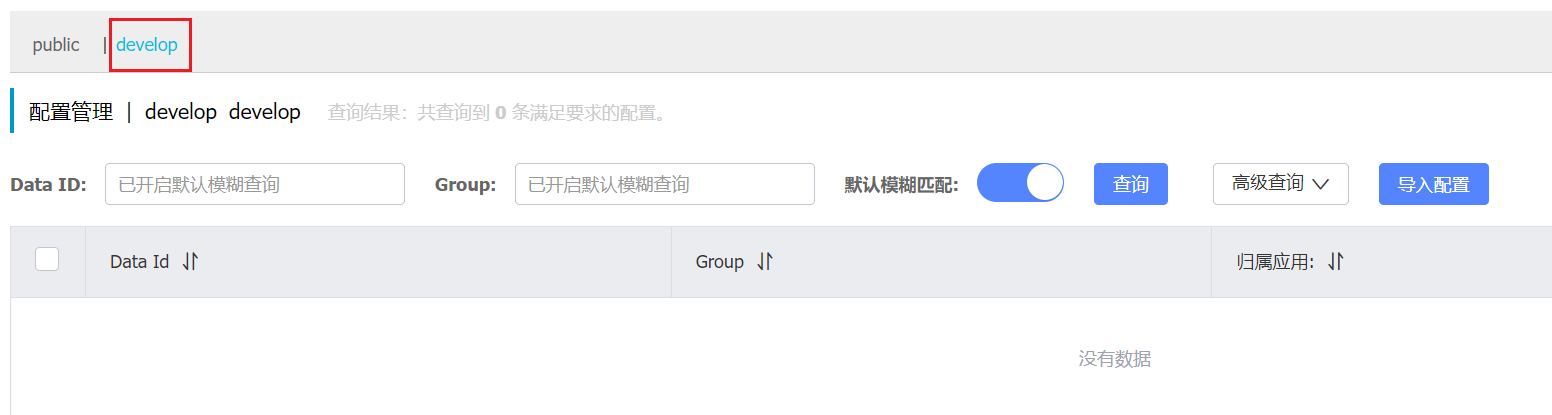 public | develop
配置管理 | develop develop 查询结果：共查询到 0 条满足要求的配置。
Data ID: 已开启默认模糊查询 Group: 已开启默认模糊查询 默认模糊匹配: 查询 高级查询 导入配置
Data Id Group 归属应用:
没有数据